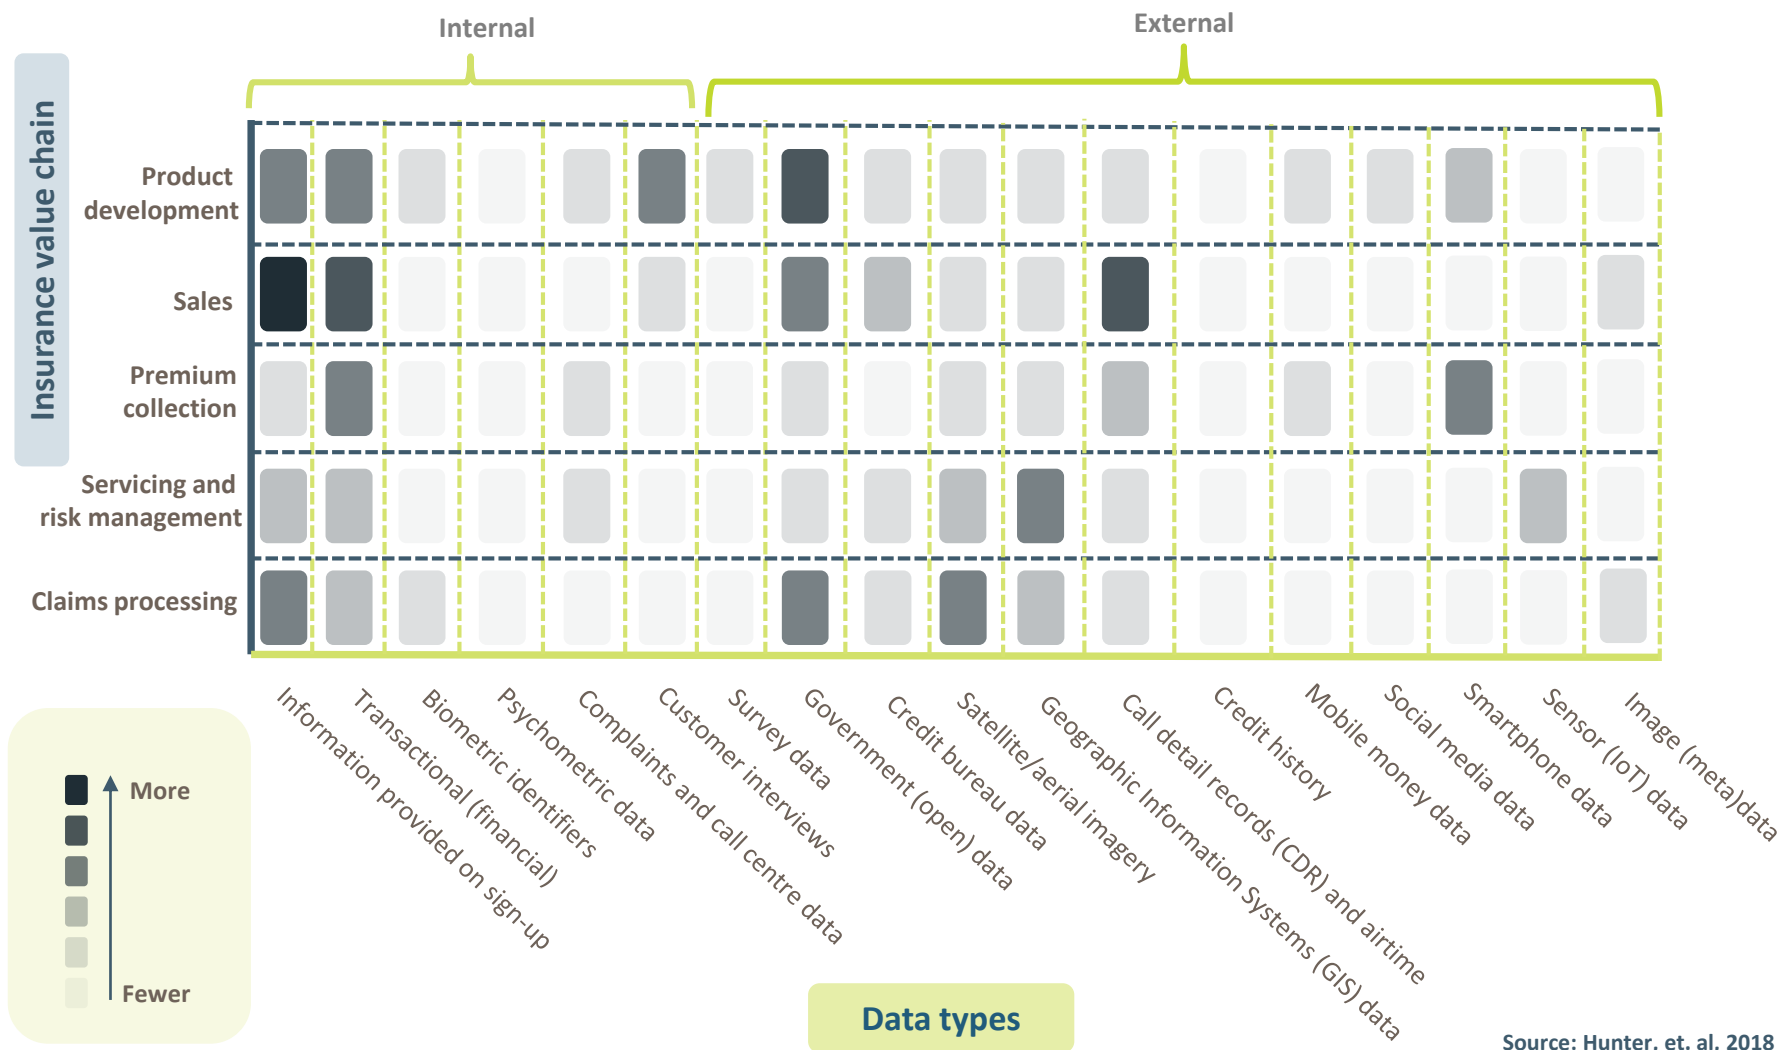 Internal
External
Insurance value chain
Product
development
Sales
Premium
collection
Servicing and
risk management
Claims processing
Information provided on sign-up
Transactional (financial)
Biometric identifiers
Psychometric data
Complaints and call centre data
Customer interviews
Survey data
Government (open) data
Credit bureau data
Satellite/aerial imagery
Geographic Information Systems (GIS) data
Call detail records (CDR) and airtime
Credit history
Mobile money data
Social media data
Smartphone data
Sensor (IoT) data
Image (meta)data
More
Fewer
Data types
Source: Hunter. et. al. 2018